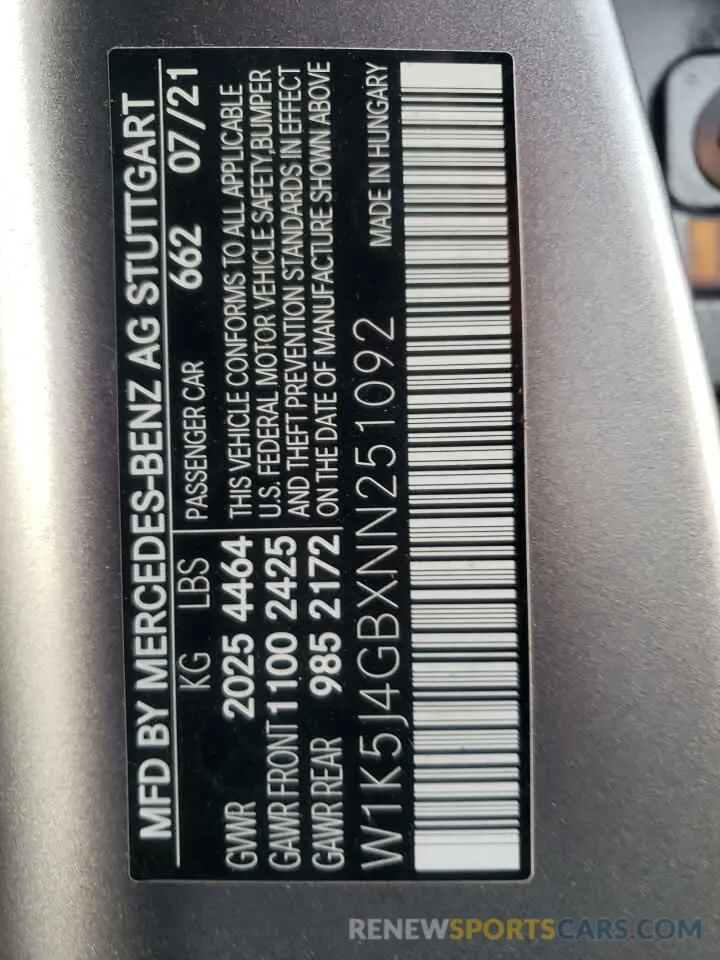 MFD BY MERCEDES-BENZ AG STUTTGART
KG LBS PASSENGER CAR 662 07/21
GVWR 2025 4464 THIS VEHICLE CONFORMS TO ALL APPLICABLE
GAWR FRONT 1100 2425 U.S. FEDERAL MOTOR VEHICLE SAFETY,BUMPER
AND THEFT PREVENTION STANDARDS IN EFFECT
GAWR REAR 985 2172 ON THE DATE OF MANUFACTURE SHOWN ABOVE
W1K5J4GBXNN251092 MADE IN HUNGARY
RENEWSPORTSCARS.COM